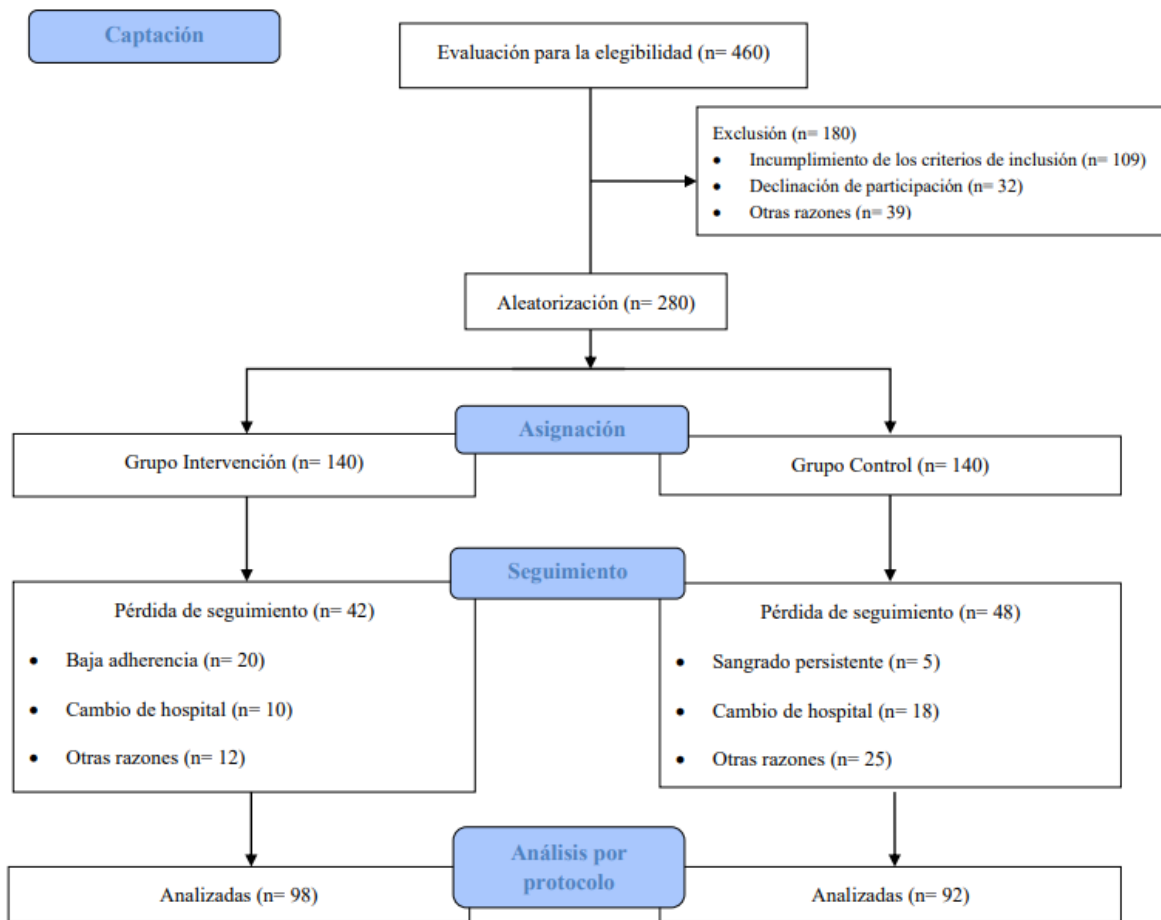 Captación
Evaluación para la elegibilidad (n= 460)
Exclusión (n= 180)
• Incumplimiento de los criterios de inclusión (n= 109)
• Declinación de participación (n= 32)
• Otras razones (n= 39)
Aleatorización (n= 280)
Asignación
Grupo Intervención (n= 140)
Grupo Control (n= 140)
Seguimiento
Pérdida de seguimiento (n= 42)
• Baja adherencia (n= 20)
• Cambio de hospital (n= 10)
• Otras razones (n= 12)
Pérdida de seguimiento (n= 48)
• Sangrado persistente (n= 5)
• Cambio de hospital (n= 18)
• Otras razones (n= 25)
Análisis por
protocolo
Analizadas (n= 98)
Analizadas (n= 92)